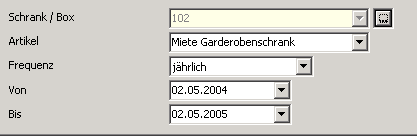 Schrank / Box 102
Artikel Miete Garderobenschrank
Frequenz jährlich
Von 02.05.2004
Bis 02.05.2005